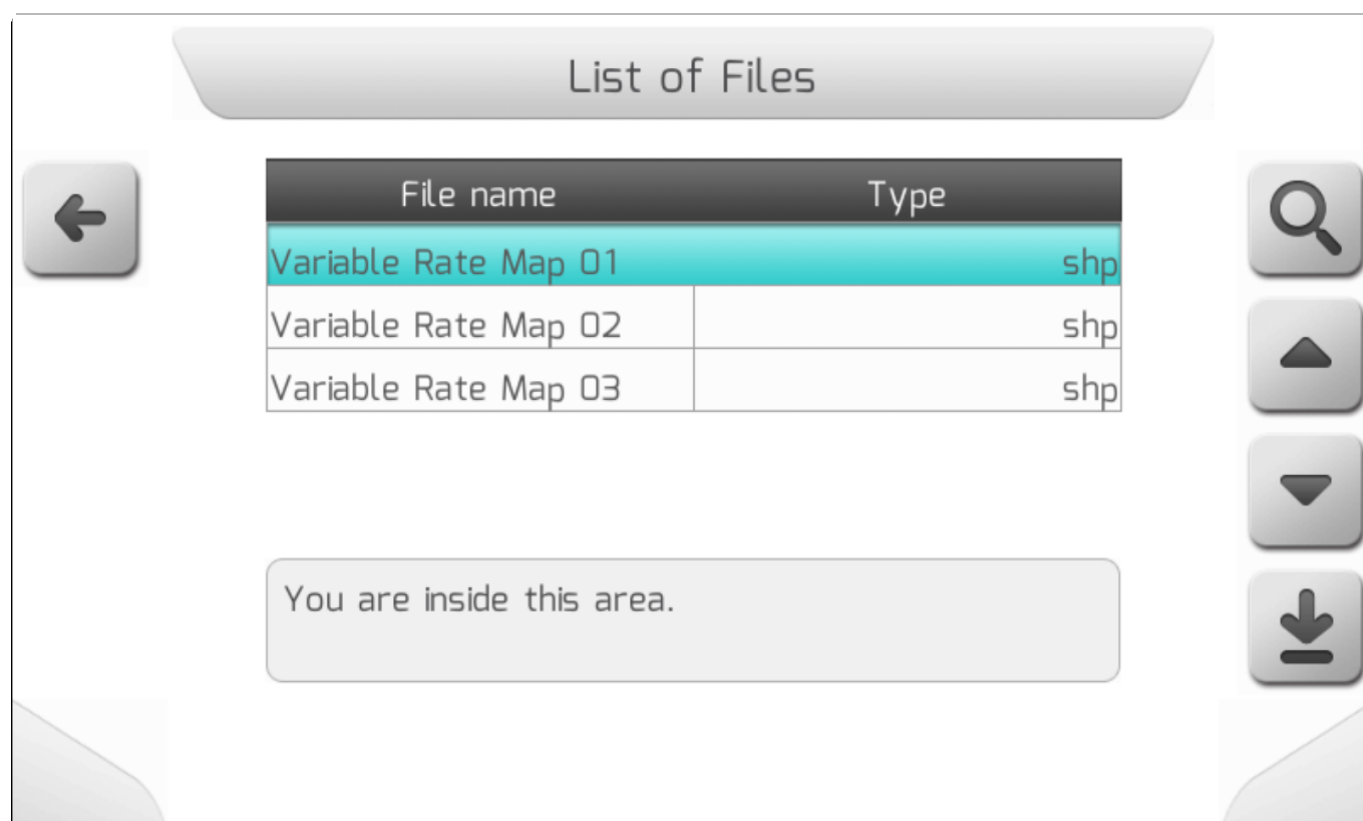 List of Files
File name Type
Variable Rate Map 01 shp
Variable Rate Map 02 shp
Variable Rate Map 03 shp
You are inside this area.